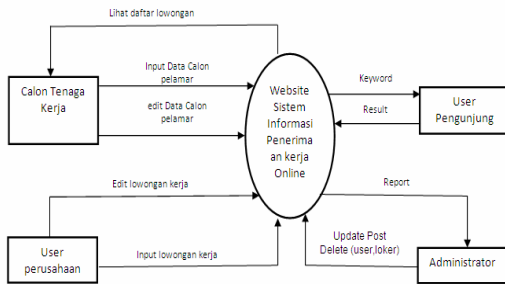 Lihat daftar lowongan
Calon Tenaga
Kerja
Input Data Calon
pelamar
edit Data Calon
pelamar
Website
Sistem
Informasi
Penerima
an kerja
Online
Keyword
Result
User
Pengunjung
Edit lowongan kerja
User
perusahaan
Input lowongan kerja
Report
Update Post
Delete (user,loker)
Administrator